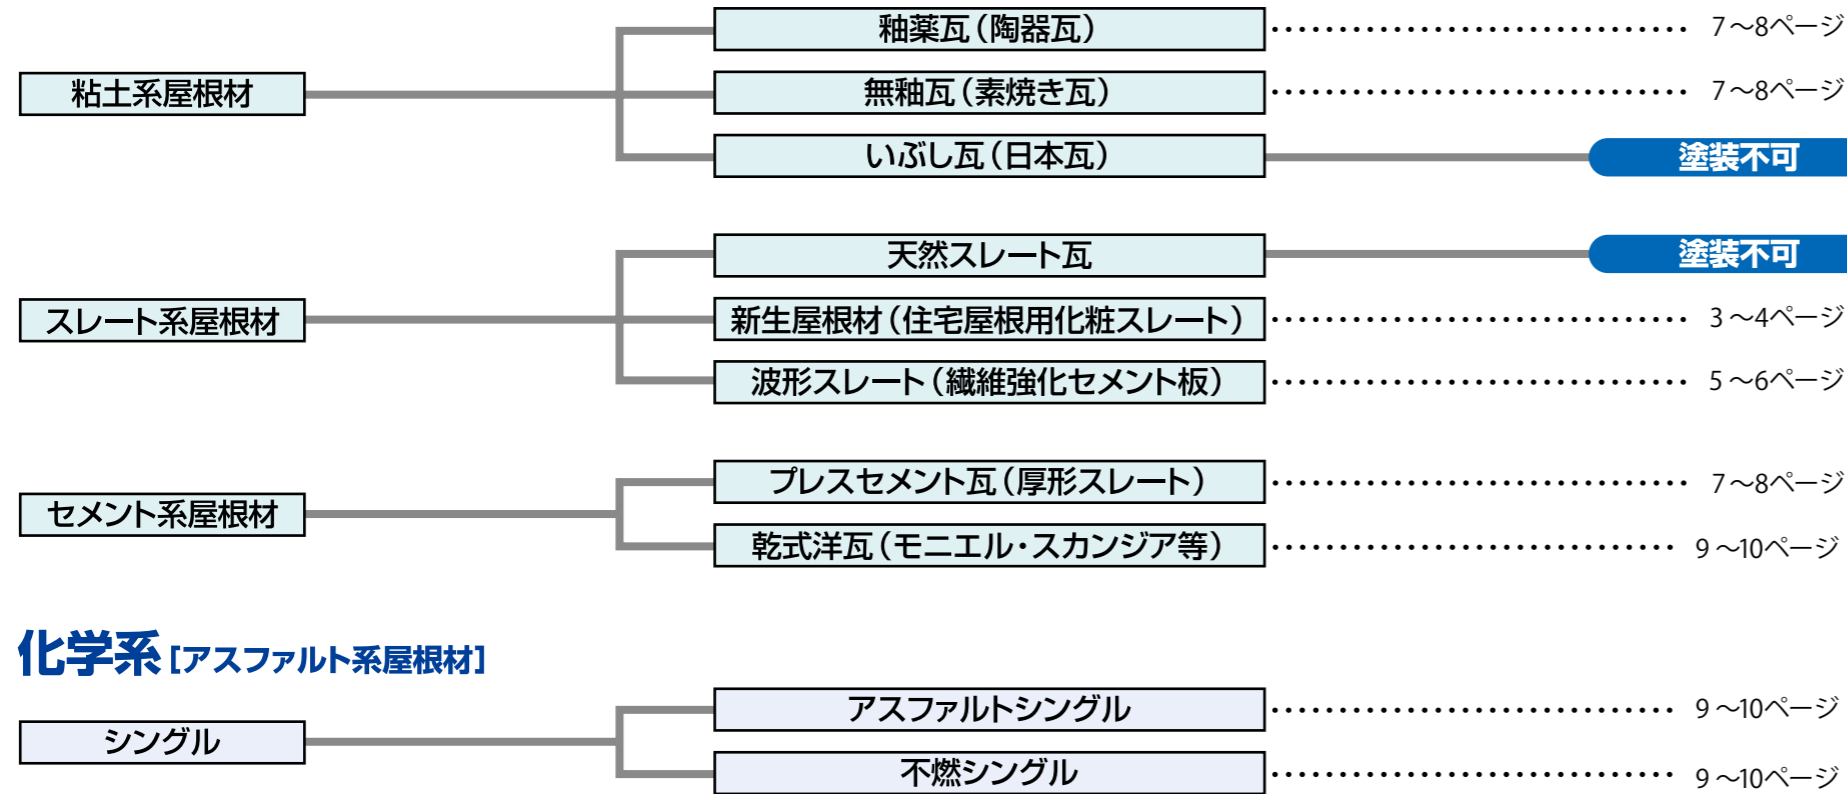 粘土系屋根材
釉薬瓦（陶器瓦） 7～8ページ
無釉瓦（素焼き瓦） 7～8ページ
いぶし瓦（日本瓦） 塗装不可
スレート系屋根材
天然スレート瓦 塗装不可
新生屋根材（住宅屋根用化粧スレート） 3～4ページ
波形スレート（繊維強化セメント板） 5～6ページ
セメント系屋根材
プレスセメント瓦（厚形スレート） 7～8ページ
乾式洋瓦（モニエル・スカンジア等） 9～10ページ
化学系［アスファルト系屋根材］
シングル
アスファルトシングル 9～10ページ
不燃シングル 9～10ページ